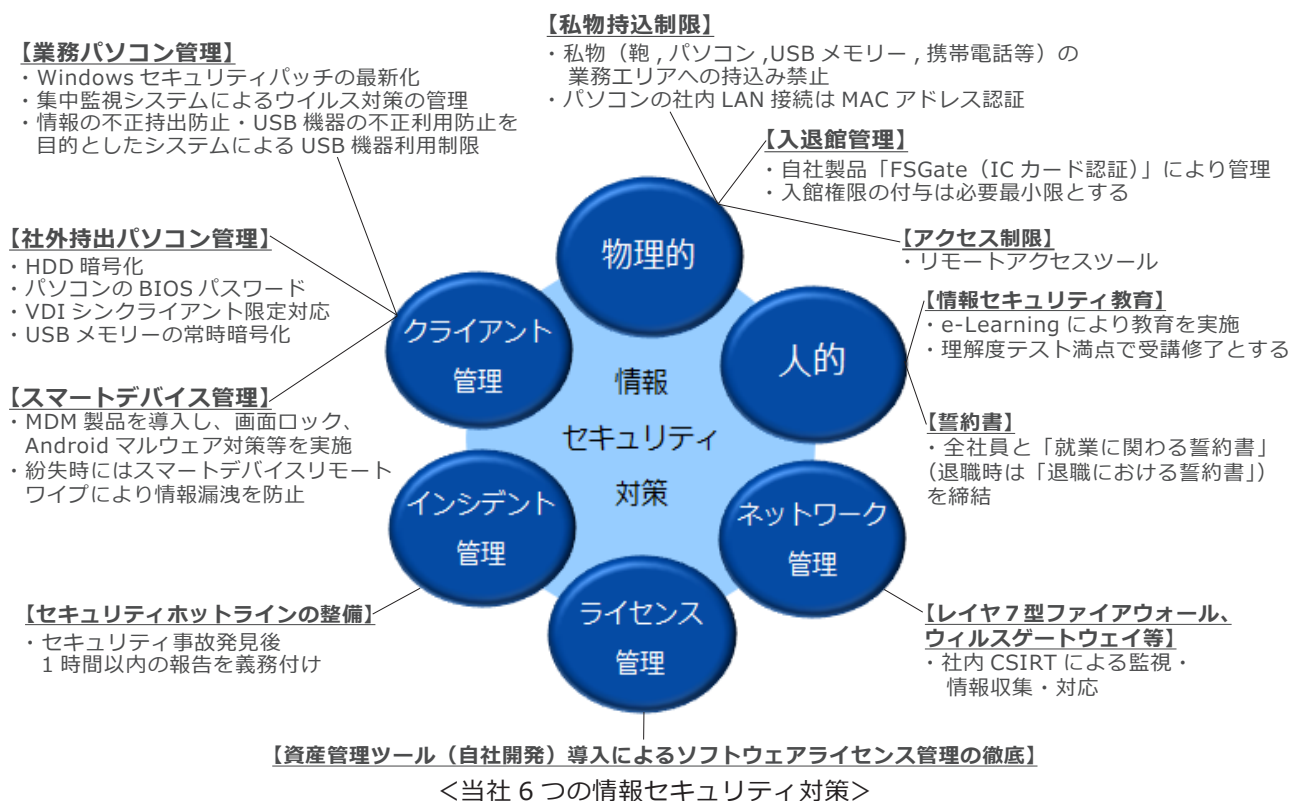 【私物持込制限】
・私物（鞄 , パソコン ,USB メモリー , 携帯電話等）の
業務エリアへの持込み禁止
・パソコンの社内 LAN 接続は MAC アドレス認証
【業務パソコン管理】
・Windows セキュリティパッチの最新化
・集中監視システムによるウイルス対策の管理
・情報の不正持出防止・USB 機器の不正利用防止を
目的としたシステムによる USB 機器利用制限
【入退館管理】
・自社製品「FSGate（IC カード認証）」により管理
・入館権限の付与は必要最小限とする
【社外持出パソコン管理】
・HDD 暗号化
・パソコンの BIOS パスワード
・VDI シンクライアント限定対応
・USB メモリーの常時暗号化
【アクセス制限】
・リモートアクセスツール
【情報セキュリティ教育】
・e-Learning により教育を実施
・理解度テスト満点で受講修了とする
【スマートデバイス管理】
・MDM 製品を導入し、画面ロック、
Android マルウェア対策等を実施
・紛失時にはスマートデバイスリモート
ワイプにより情報漏洩を防止
【誓約書】
・全社員と「就業に関わる誓約書」
（退職時は「退職における誓約書」）
を締結
物理的
クライアント
管理
人的
情報
セキュリティ
対策
インシデント
管理
ネットワーク
管理
ライセンス
管理
【セキュリティホットラインの整備】
・セキュリティ事故発見後
1 時間以内の報告を義務付け
【レイヤ 7 型ファイアウォール、
ウィルスゲートウェイ等】
・社内 CSIRT による監視・
情報収集・対応
【資産管理ツール（自社開発）導入によるソフトウェアライセンス管理の徹底】
＜当社 6 つの情報セキュリティ対策＞